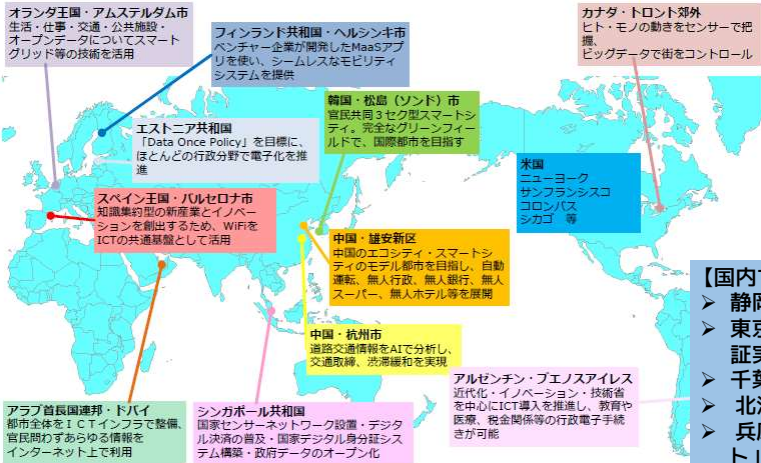 オランダ王国・アムステルダム市
生活・仕事・交通・公共施設・
オープンデータについてスマート
グリッド等の技術を活用
フィンランド共和国・ヘルシンキ市
ベンチャー企業が開発したMaaSアプ
リを使い、シームレスなモビリティ
システムを提供
カナダ・トロント郊外
ヒト・モノの動きをセンサーで把
握、
ビッグデータで街をコントロール
韓国・松島（ソンド）市
官民共同３セク型スマートシ
ティ。完全なグリーンフィー
ルドで、国際都市を目指す
エストニア共和国
「Data Once Policy」を目標に、
ほとんどの行政分野で電子化を推
進
米国
ニューヨーク
サンフランシスコ
コロンバス
シカゴ　等
スペイン王国・バルセロナ市
知識集約型の新産業とイノベー
ションを創出するため、WiFiを
ICTの共通基盤として活用
中国・雄安新区
中国のエコシティ・スマートシ
ティのモデル都市を目指し、自動
運転、無人行政、無人銀行、無人
スーパー、無人ホテル等を展開
【国内
➢ 静岡
➢ 東京
証実
➢ 千葉
➢ 北
➢ 兵
ト
中国・杭州市
道路交通情報をAIで分析し、
交通取締、渋滞緩和を実現
アルゼンチン・ブエノスアイレス
近代化・イノベーション・技術省
を中心にICT導入を推進し、教育や
医療、税金関係等の行政電子手続
きが可能
アラブ首長国連邦・ドバイ
都市全体をＩＣＴインフラで整備、
官民問わずあらゆる情報を
インターネット上で利用
シンガポール共和国
国家センサーネットワーク設置・デジタ
ル決済の普及・国家デジタル身分証シス
テム構築・政府データのオープン化